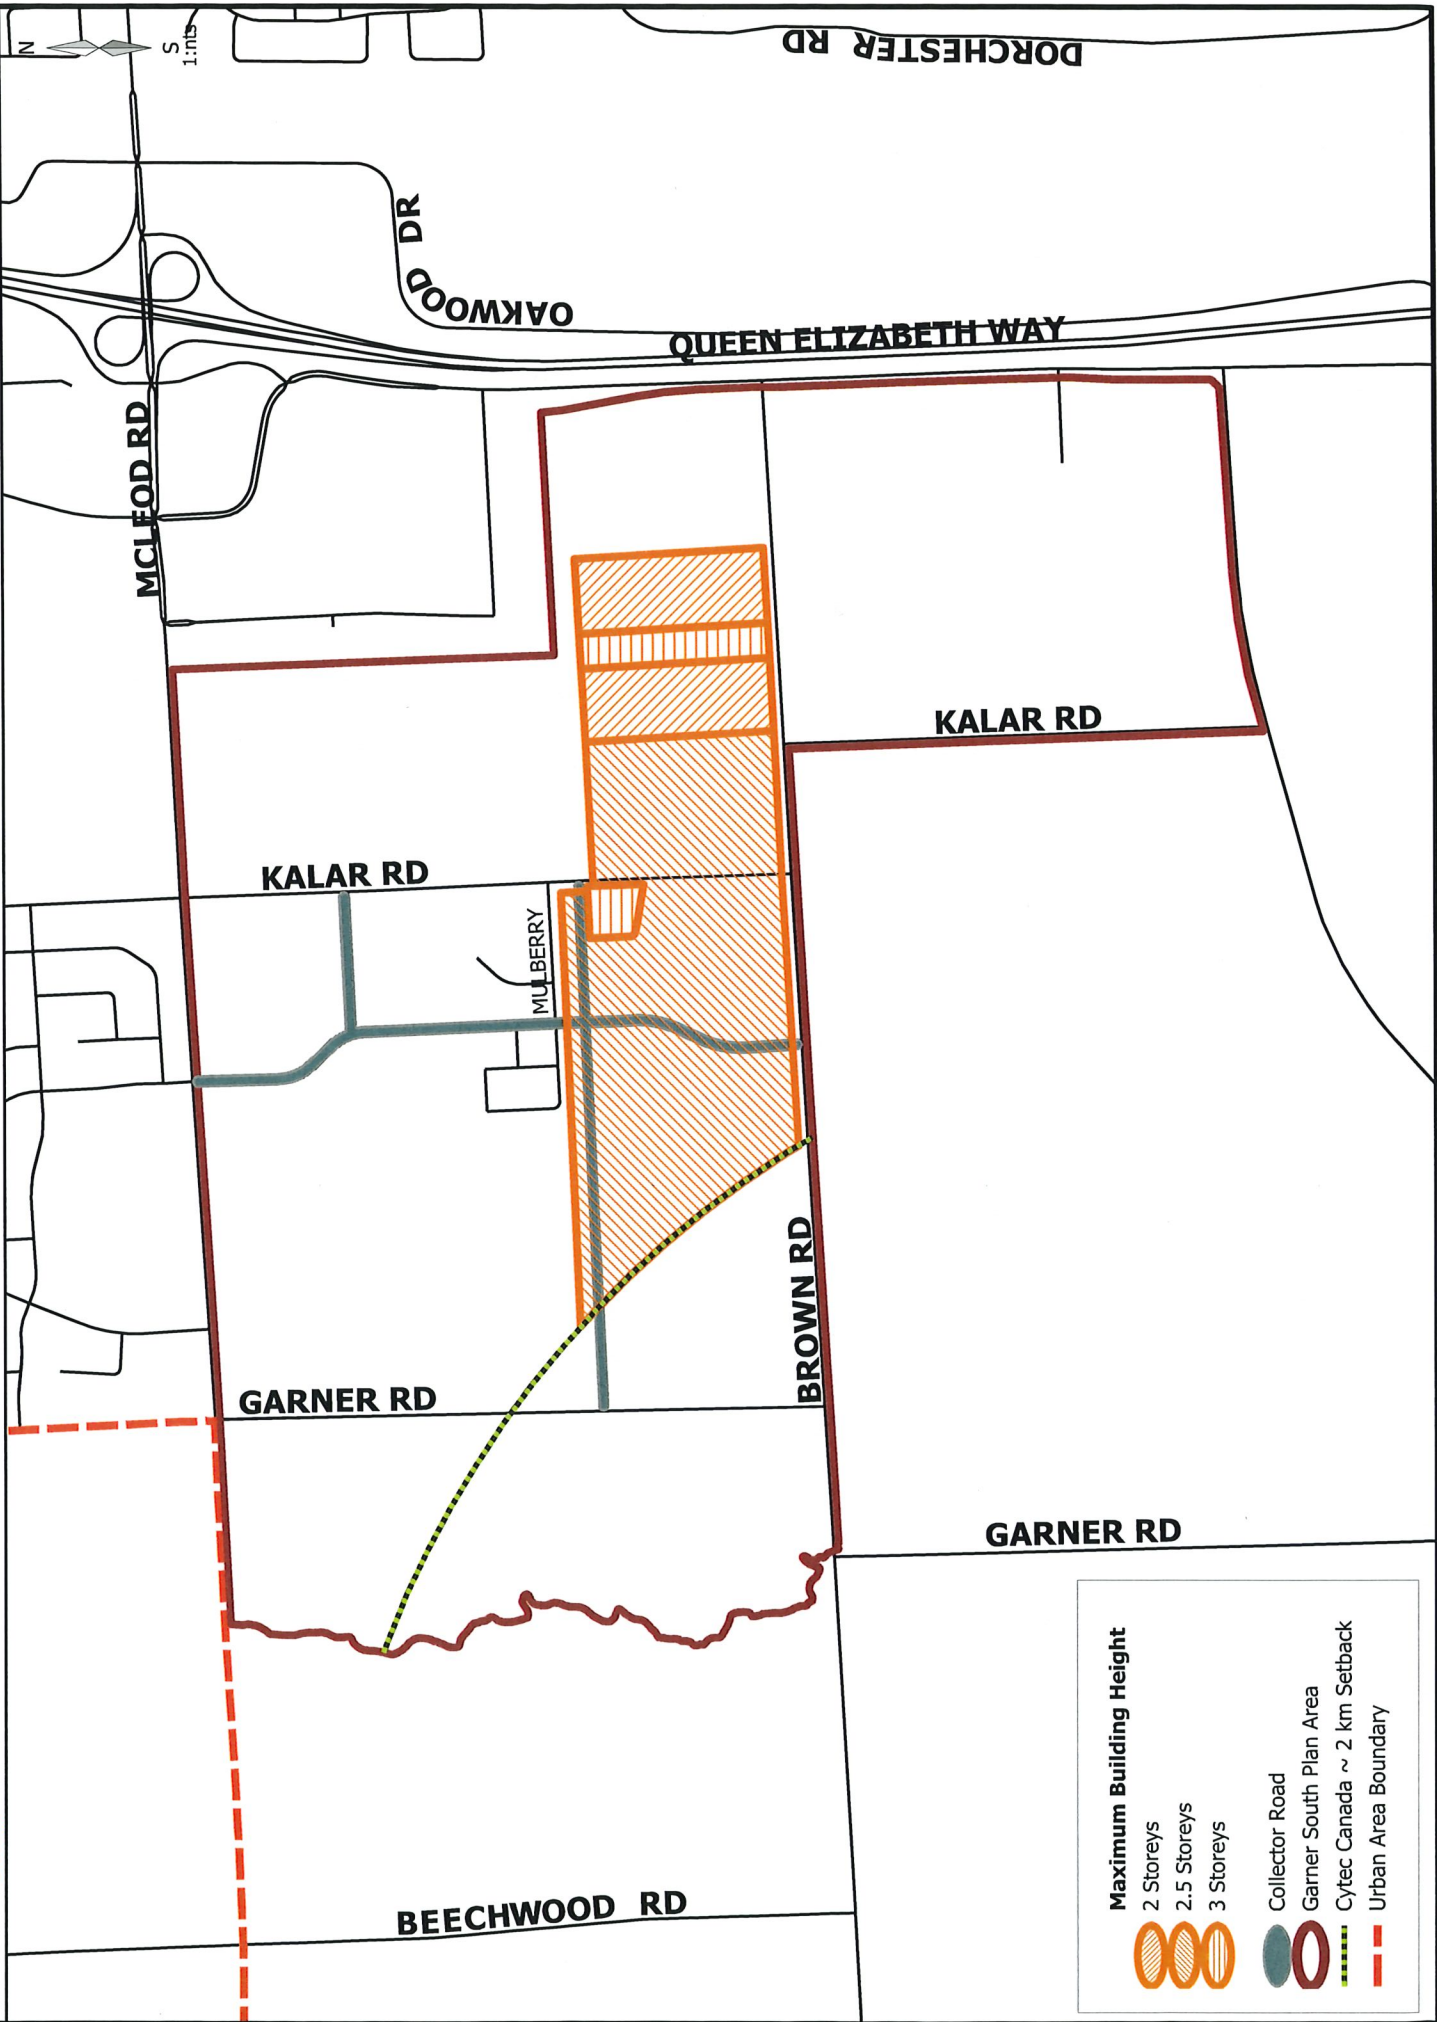 N
S
1:nts
DORCHESTER RD
OAKWOOD DR
QUEEN ELIZABETH WAY
MCLEOD RD
KALAR RD
KALAR RD
MULBERRY
BROWN RD
GARNER RD
GARNER RD
BEECHWOOD RD
Maximum Building Height
2 Storeys
2.5 Storeys
3 Storeys
Collector Road
Garner South Plan Area
Cytec Canada ~ 2 km Setback
Urban Area Boundary